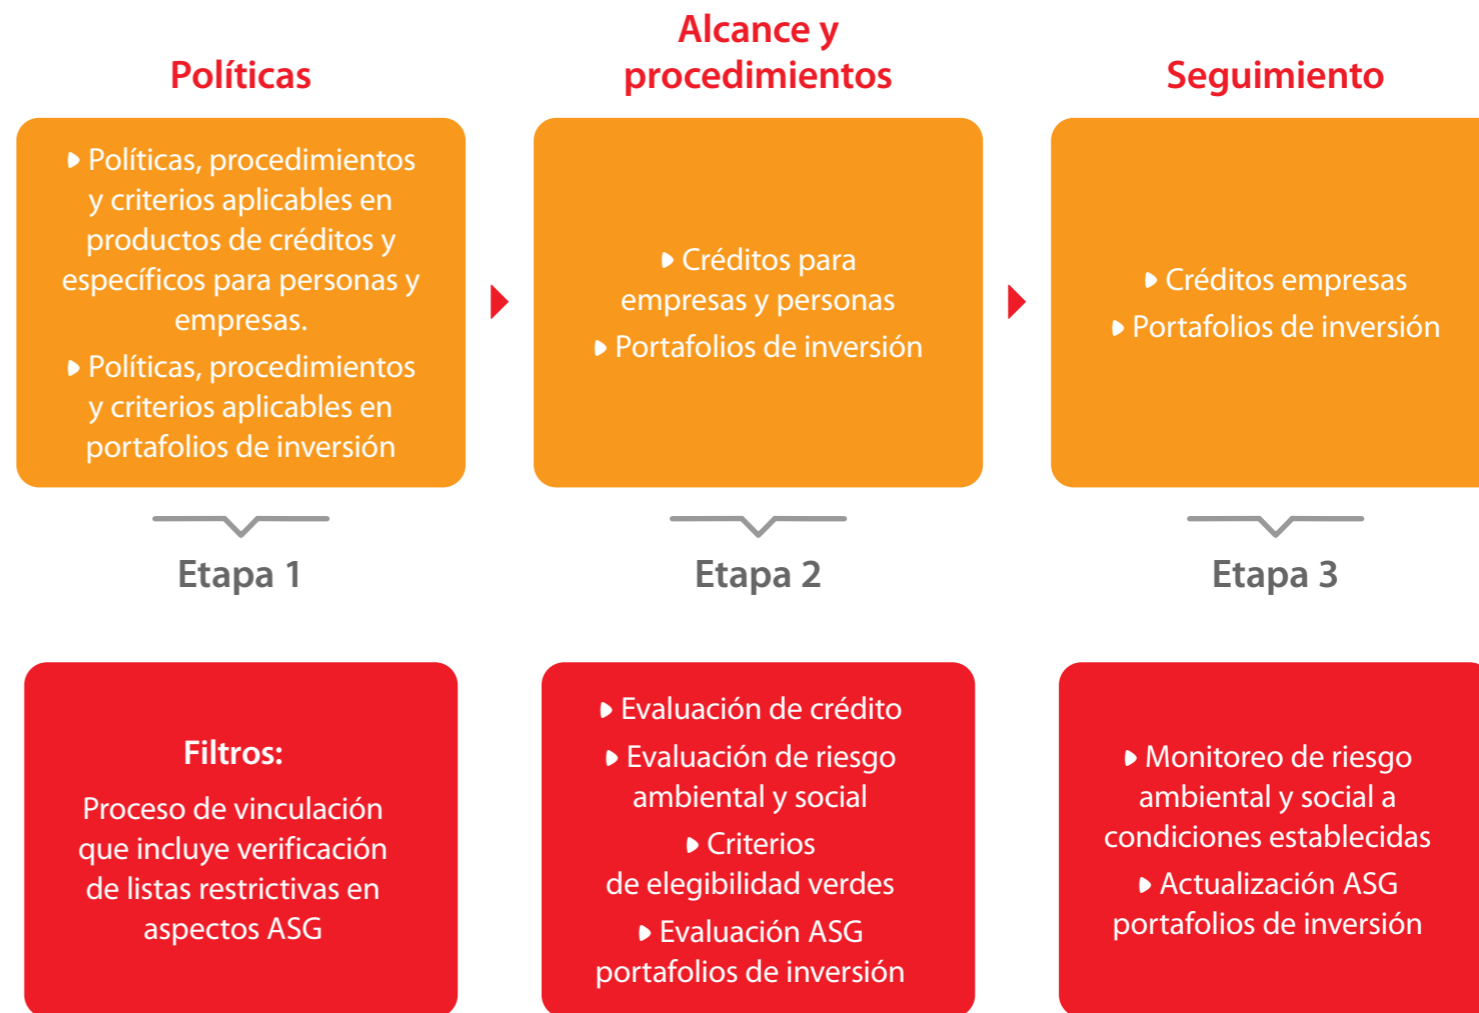 Políticas
Alcance y
procedimientos
Seguimiento
Políticas, procedimientos
y criterios aplicables en
productos de créditos y
específicos para personas y
empresas.
Políticas, procedimientos
y criterios aplicables en
portafolios de inversión
Créditos para
empresas y personas
Portafolios de inversión
Créditos empresas
Portafolios de inversión
Etapa 1
Etapa 2
Etapa 3
Filtros:
Proceso de vinculación
que incluye verificación
de listas restrictivas en
aspectos ASG
Evaluación de crédito
Evaluación de riesgo
ambiental y social
Criterios
de elegibilidad verdes
Evaluación ASG
portafolios de inversión
Monitoreo de riesgo
ambiental y social a
condiciones establecidas
Actualización ASG
portafolios de inversión